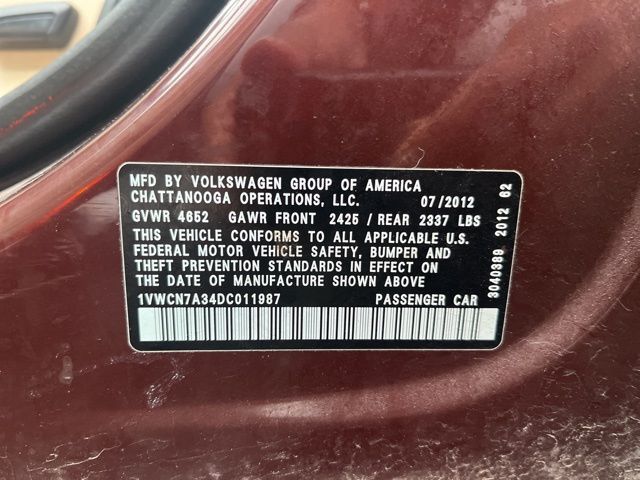 MFD BY VOLKSWAGEN GROUP OF AMERICA
CHATTANOOGA OPERATIONS, LLC. 07/2012
GVWR 4652 GAWR FRONT 2425 / REAR 2337 LBS
THIS VEHICLE CONFORMS TO ALL APPLICABLE U.S.
FEDERAL MOTOR VEHICLE SAFETY, BUMPER AND
THEFT PREVENTION STANDARDS IN EFFECT ON
THE DATE OF MANUFACTURE SHOWN ABOVE
1VWCN7A34DC011987 PASSENGER CAR
3040389 2012 62